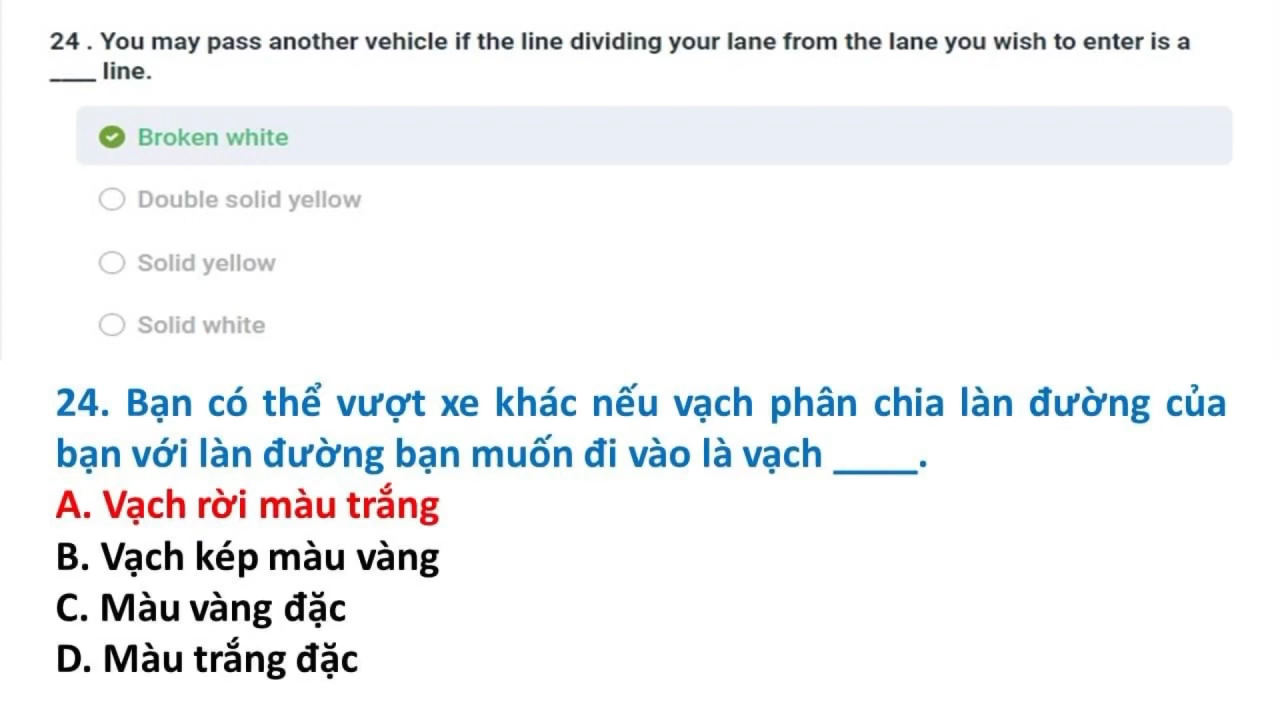 24 . You may pass another vehicle if the line dividing your lane from the lane you wish to enter is a
____ line.
Broken white
Double solid yellow
Solid yellow
Solid white
24. Bạn có thể vượt xe khác nếu vạch phân chia làn đường của
bạn với làn đường bạn muốn đi vào là vạch ____.
A. Vạch rời màu trắng
B. Vạch kép màu vàng
C. Màu vàng đặc
D. Màu trắng đặc